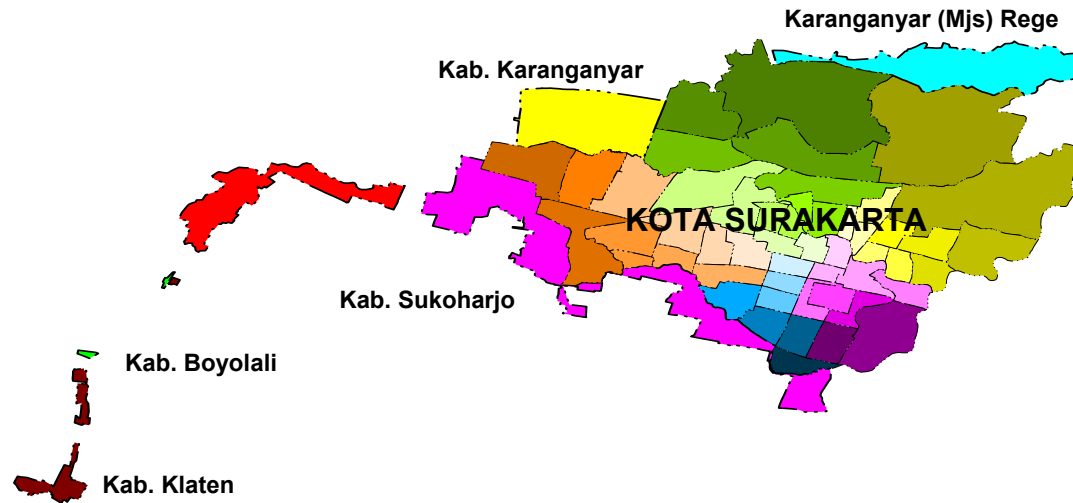 Karanganyar (Mjs) Rege
Kab. Karanganyar
KOTA SURAKARTA
Kab. Sukoharjo
Kab. Boyolali
Kab. Klaten